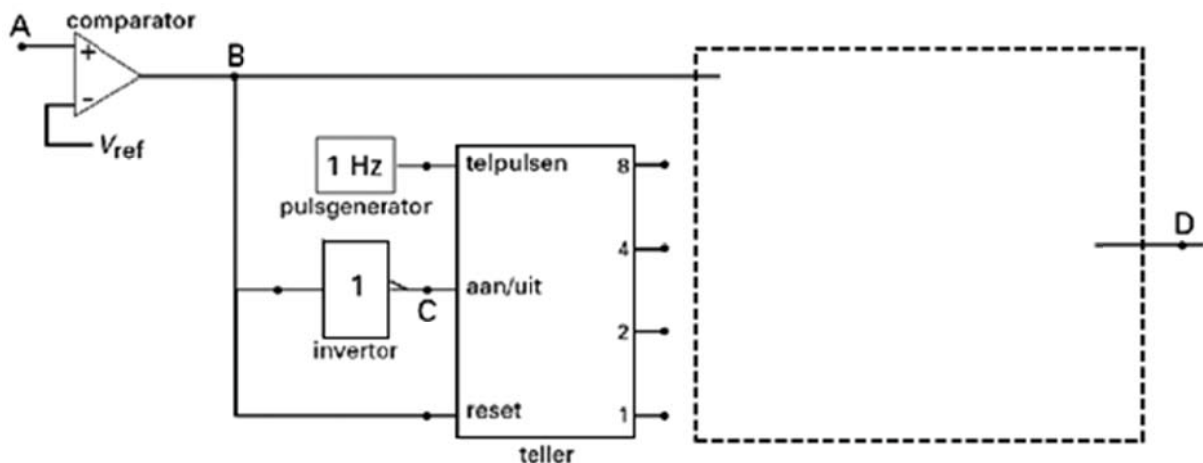 A
comparator
+
-
Vref
B
1 Hz
pulsgenerator
1
invertor
C
telpulsen
aan/uit
reset
8
4
2
1
teller
D